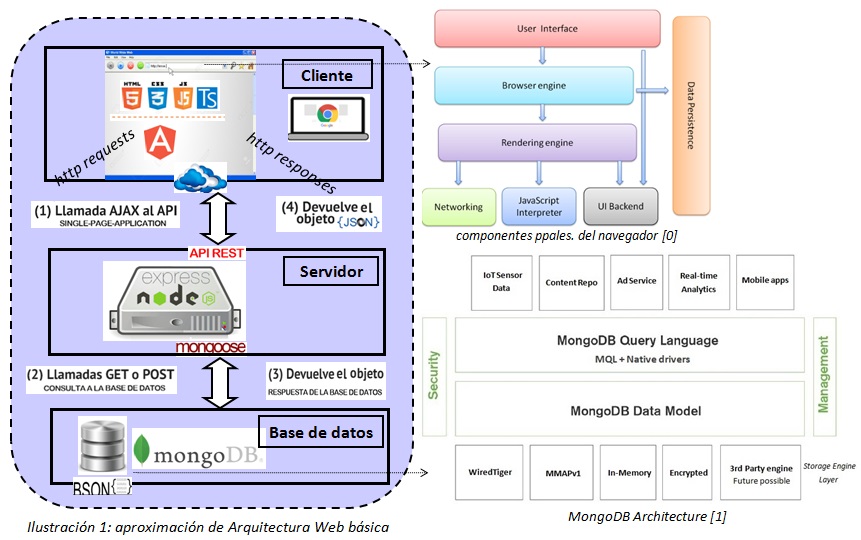 Cliente
HTML
CSS
JS
TS
5
3
JS
A
Google
http requests
http responses
(1) Llamada AJAX al API
SINGLE-PAGE-APPLICATION
(4) Devuelve el
objeto {JSON}
API REST
Servidor
express
node
JS
mongoose
(2) Llamadas GET o POST
CONSULTA A LA BASE DE DATOS
(3) Devuelve el objeto
RESPUESTA DE LA BASE DE DATOS
Base de datos
mongoDB
BSON{}
Ilustración 1: aproximación de Arquitectura Web básica
User Interface
Browser engine
Rendering engine
Data Persistence
Networking
JavaScript
Interpreter
UI Backend
componentes ppales. del navegador [0]
IoT Sensor
Data
Content Repo
Ad Service
Real-time
Analytics
Mobile apps
Security
MongoDB Query Language
MQL + Native drivers
MongoDB Data Model
Management
WiredTiger
MMAPv1
In-Memory
Encrypted
3rd Party engine
Future possible
Storage Engine
Layer
MongoDB Architecture [1]